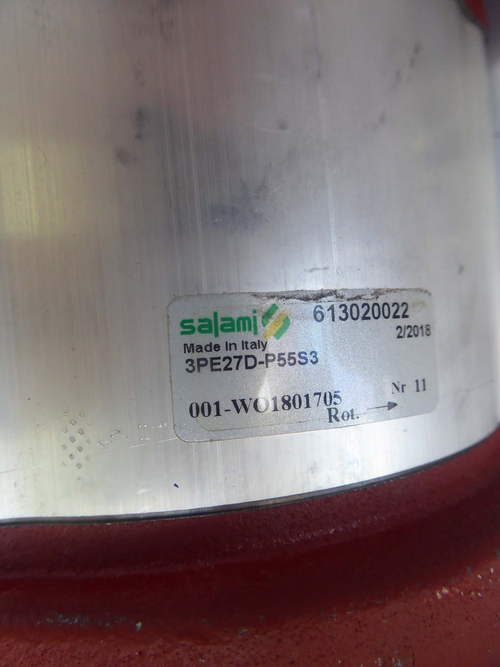 salami 613020022
Made In Italy 2/2018
3PE27D-P55S3
001-WO1801705 Nr 11
Rot. →